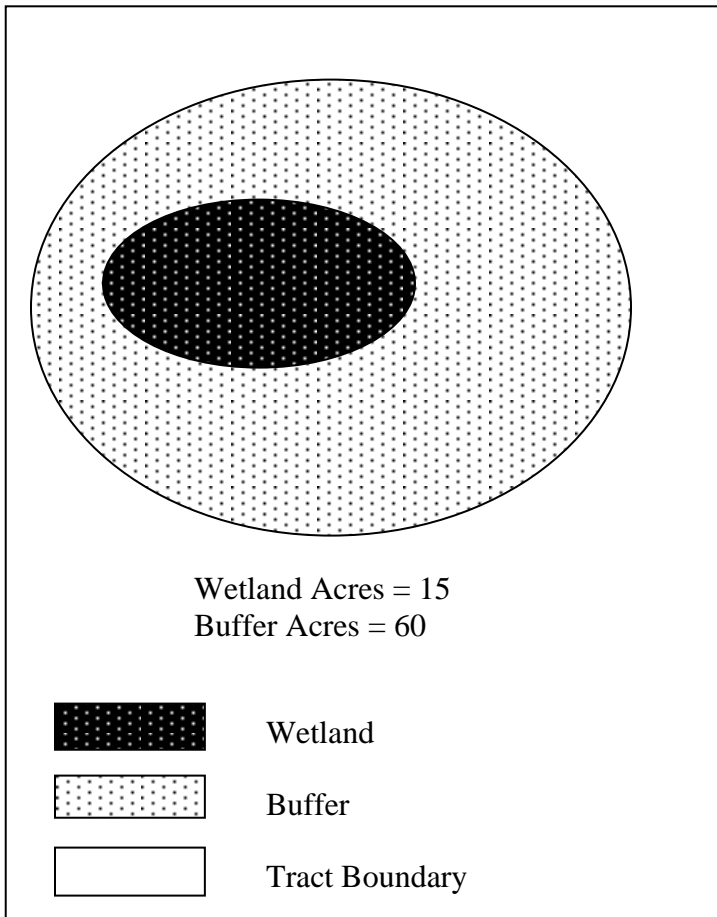 Wetland Acres = 15
Buffer Acres = 60
Wetland
Buffer
Tract Boundary